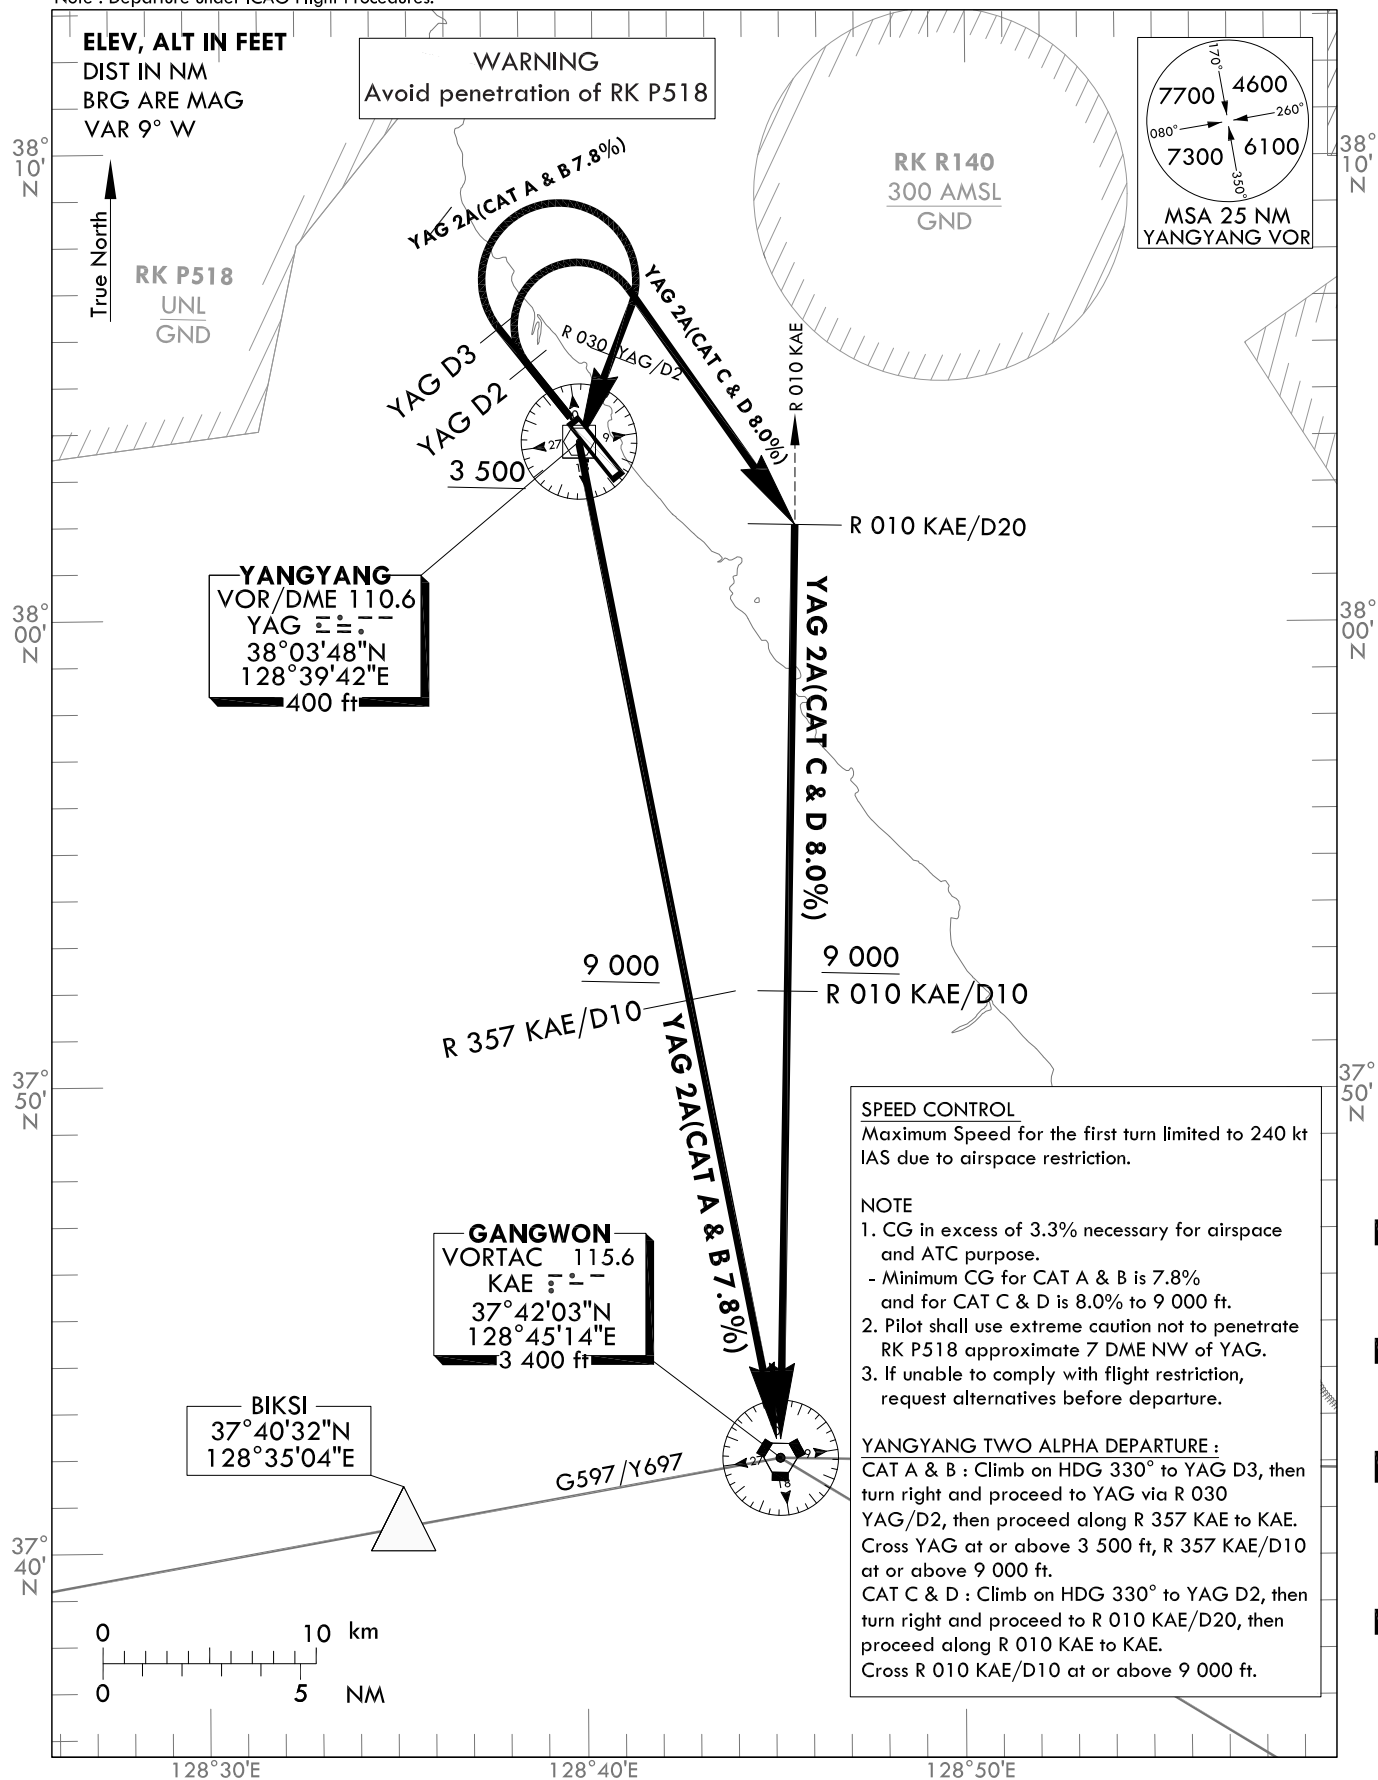 Note : Departure under ICAO Flight Procedures.
ELEV, ALT IN FEET
DIST IN NM
BRG ARE MAG
VAR 9° W
WARNING
Avoid penetration of RK P518
170°
7700
4600
260°
080°
7300
6100
350°
MSA 25 NM
YANGYANG VOR
38°
10'
N
38°
10'
N
True North
RK P518
UNL
GND
RK R140
300 AMSL
GND
YAG 2A(CAT A & B 7.8%)
YAG 2A(CAT C & D 8.0%)
R 030 YAG/D2
R 010 KAE
YAG D3
YAG D2
27
9
3 500
R 010 KAE/D20
YANGYANG
VOR/DME 110.6
YAG
38°03'48"N
128°39'42"E
400 ft
38°
00'
N
38°
00'
N
YAG 2A(CAT C & D 8.0%)
9 000
R 357 KAE/D10
9 000
R 010 KAE/D10
YAG 2A(CAT A & B 7.8%)
37°
50'
N
37°
50'
N
GANGWON
VORTAC 115.6
KAE
37°42'03"N
128°45'14"E
3 400 ft
BIKSI
37°40'32"N
128°35'04"E
G597/Y697
27
9
18
37°
40'
N
SPEED CONTROL
Maximum Speed for the first turn limited to 240 kt
IAS due to airspace restriction.
NOTE
1. CG in excess of 3.3% necessary for airspace
and ATC purpose.
- Minimum CG for CAT A & B is 7.8%
and for CAT C & D is 8.0% to 9 000 ft.
2. Pilot shall use extreme caution not to penetrate
RK P518 approximate 7 DME NW of YAG.
3. If unable to comply with flight restriction,
request alternatives before departure.
YANGYANG TWO ALPHA DEPARTURE :
CAT A & B : Climb on HDG 330° to YAG D3, then
turn right and proceed to YAG via R 030
YAG/D2, then proceed along R 357 KAE to KAE.
Cross YAG at or above 3 500 ft, R 357 KAE/D10
at or above 9 000 ft.
CAT C & D : Climb on HDG 330° to YAG D2, then
turn right and proceed to R 010 KAE/D20, then
proceed along R 010 KAE to KAE.
Cross R 010 KAE/D10 at or above 9 000 ft.
0 10 km
0 5 NM
128°30'E
128°40'E
128°50'E